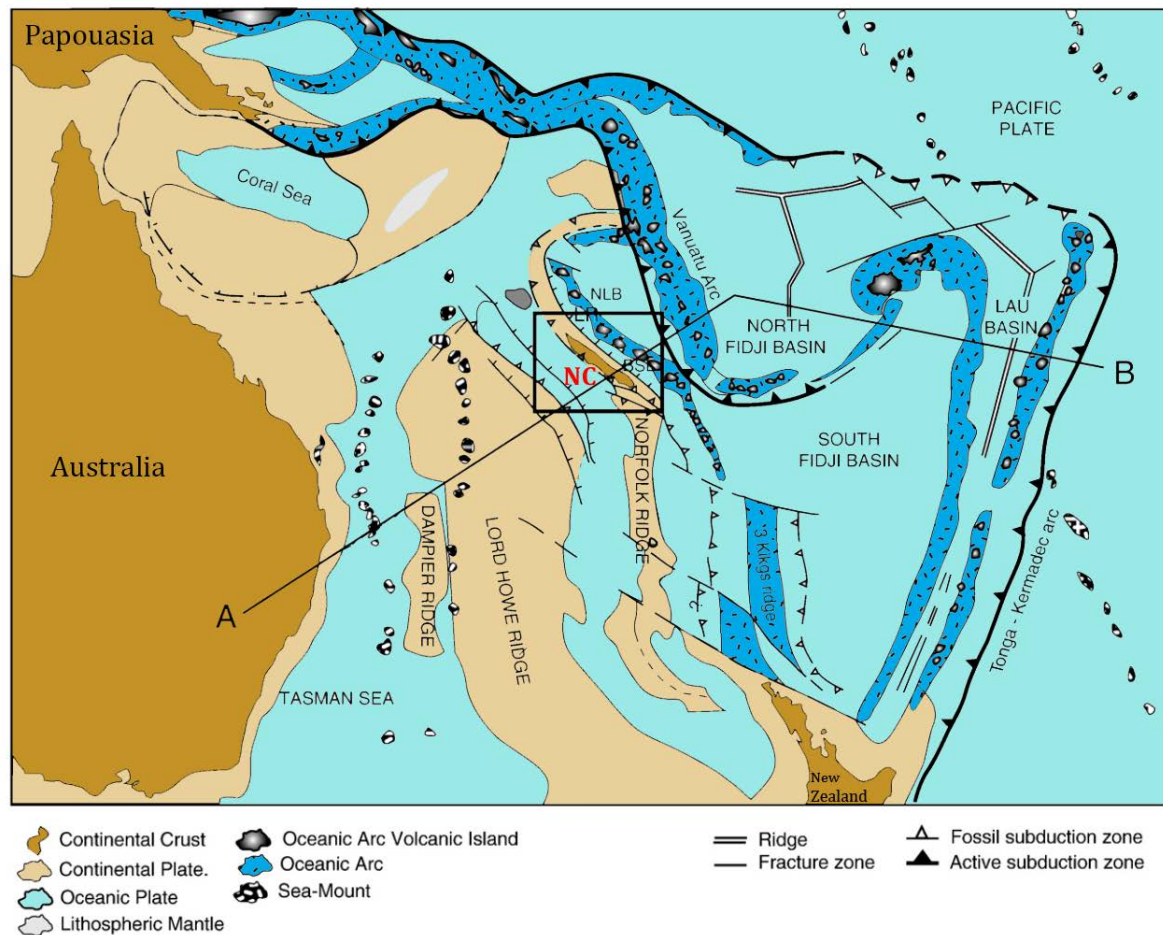 Papouasia
PACIFIC
PLATE
Coral Sea
Vanuatu Arc
NLB
NORTH
FIDJI BASIN
LAU
BASIN
NC
B
Australia
SOUTH
FIDJI BASIN
NORFOLK RIDGE
DAMPIER RIDGE
LORD HOWE RIDGE
'3 Kikgs ridge
?
A
Tonga - Kermadec arc
TASMAN SEA
New
Zealand
Continental Crust
Continental Plate.
Oceanic Plate
Lithospheric Mantle
Oceanic Arc Volcanic Island
Oceanic Arc
Sea-Mount
Ridge
Fracture zone
Fossil subduction zone
Active subduction zone